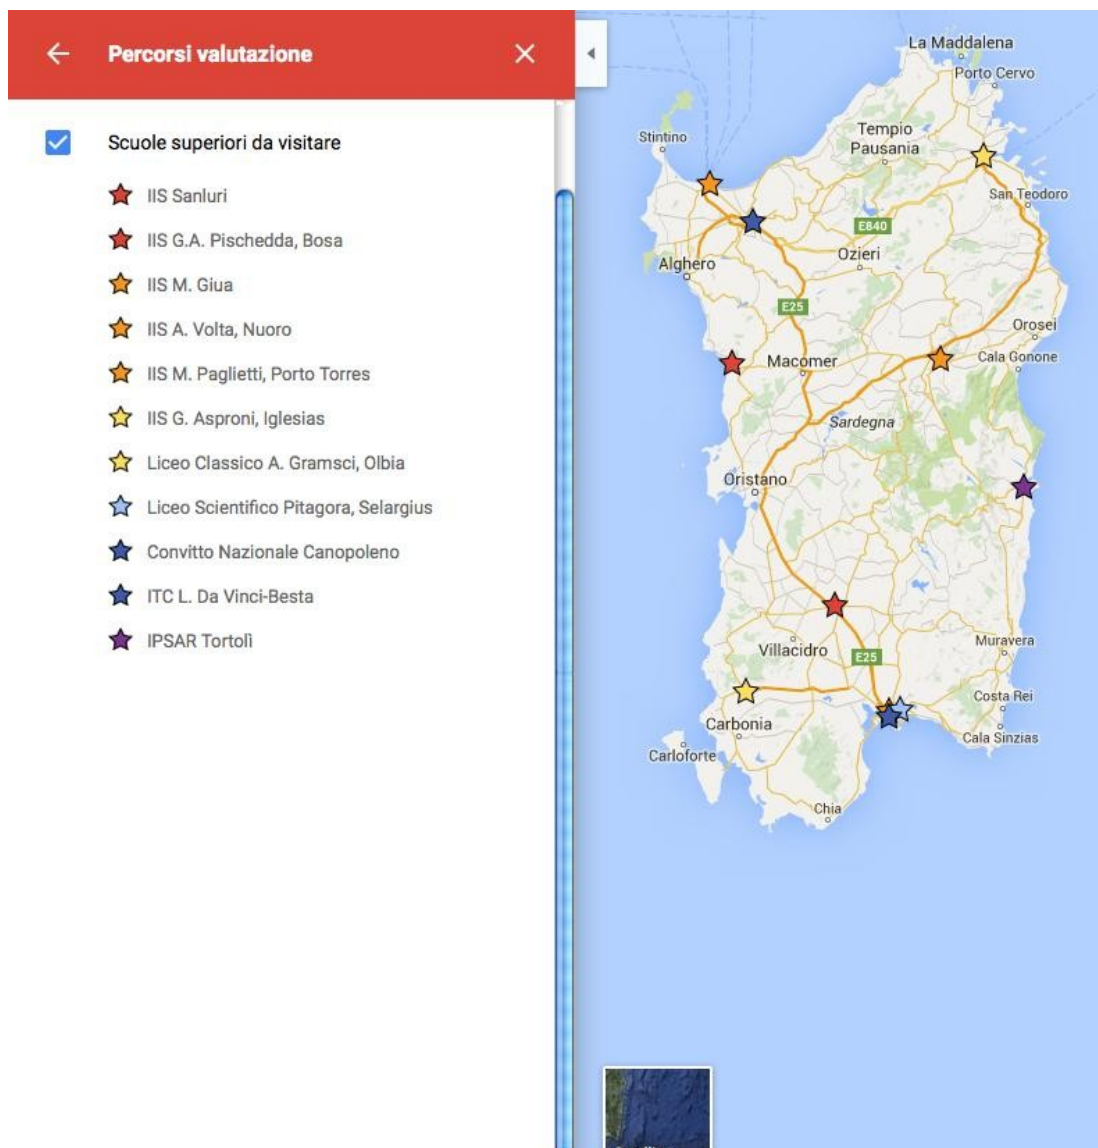 Percorsi valutazione
Scuole superiori da visitare
IIS Sanluri
IIS G.A. Pischedda, Bosa
IIS M. Giua
IIS A. Volta, Nuoro
IIS M. Paglietti, Porto Torres
IIS G. Asproni, Iglesias
Liceo Classico A. Gramsci, Olbia
Liceo Scientifico Pitagora, Selargius
Convitto Nazionale Canopoleno
ITC L. Da Vinci-Besta
IPSAR Tortolì
La Maddalena
Porto Cervo
Stintino
Tempio
Pausania
San Teodoro
E840
Ozieri
Alghero
E25
Orosei
Macomer
Cala Gonone
Sardegna
Oristano
Villacidro
E25
Muravera
Costa Rei
Carbonia
Cala Sinzias
Carloforte
Chia